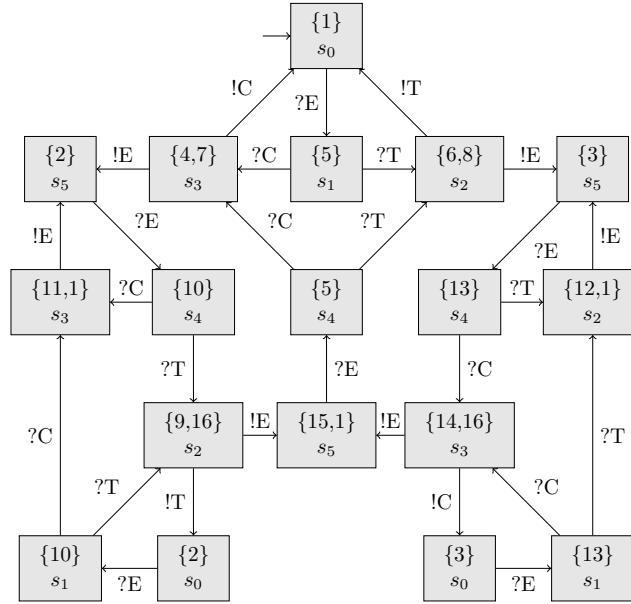 {1}
s0
!C
?E
!T
{2}
s5
!E
{4,7}
s3
?C
{5}
s1
?T
{6,8}
s2
!E
{3}
s5
?E
?C
?T
?E
!E
!E
{11,1}
s3
?C
{10}
s4
{5}
s4
{13}
s4
?T
{12,1}
s2
?T
?E
?C
{9,16}
s2
!E
{15,1}
s5
!E
{14,16}
s3
?C
?T
?T
!T
!C
?C
{10}
s1
?E
{2}
s0
{3}
s0
?E
{13}
s1